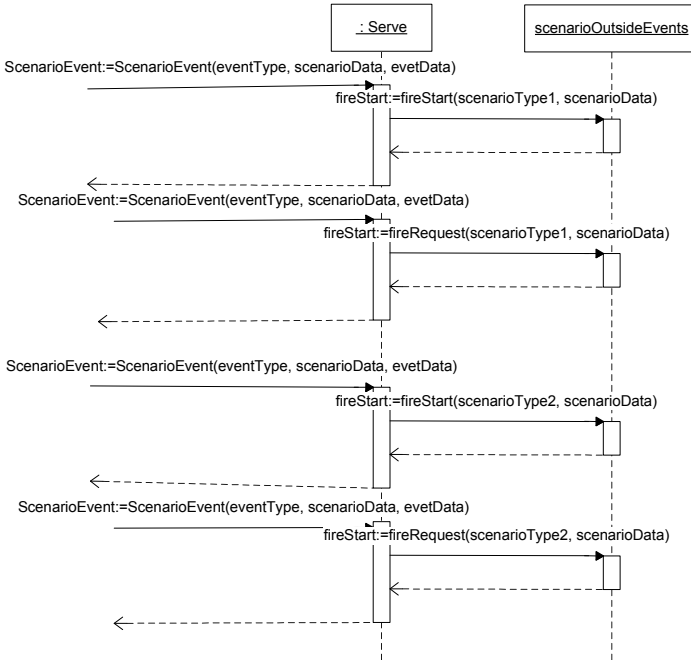 : Serve
scenarioOutsideEvents
ScenarioEvent:=ScenarioEvent(eventType, scenarioData, evetData)
fireStart:=fireStart(scenarioType1, scenarioData)
ScenarioEvent:=ScenarioEvent(eventType, scenarioData, evetData)
fireStart:=fireRequest(scenarioType1, scenarioData)
ScenarioEvent:=ScenarioEvent(eventType, scenarioData, evetData)
fireStart:=fireStart(scenarioType2, scenarioData)
ScenarioEvent:=ScenarioEvent(eventType, scenarioData, evetData)
fireStart:=fireRequest(scenarioType2, scenarioData)